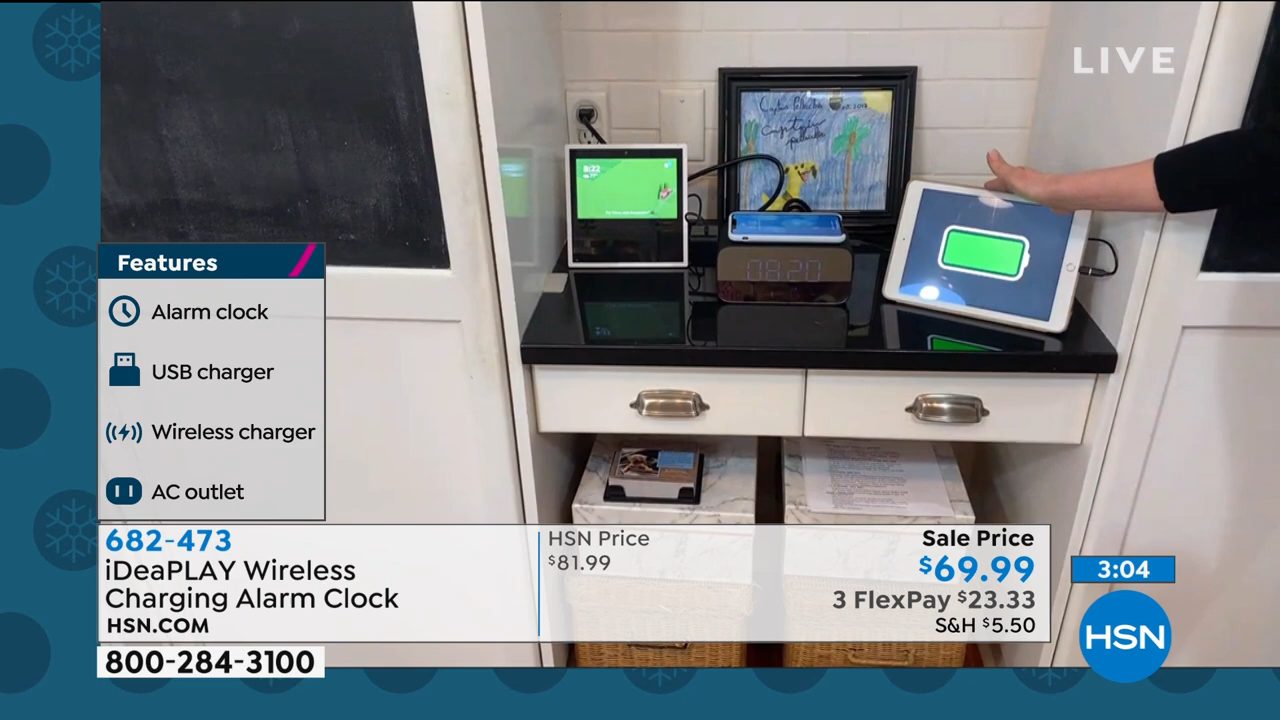 LIVE
8:22
08:20
Features
Alarm clock
USB charger
Wireless charger
AC outlet
682-473
iDeaPLAY Wireless
Charging Alarm Clock
HSN.COM
800-284-3100
HSN Price
$81.99
Sale Price
$69.99
3 FlexPay $23.33
S&H $5.50
3:04
HSN